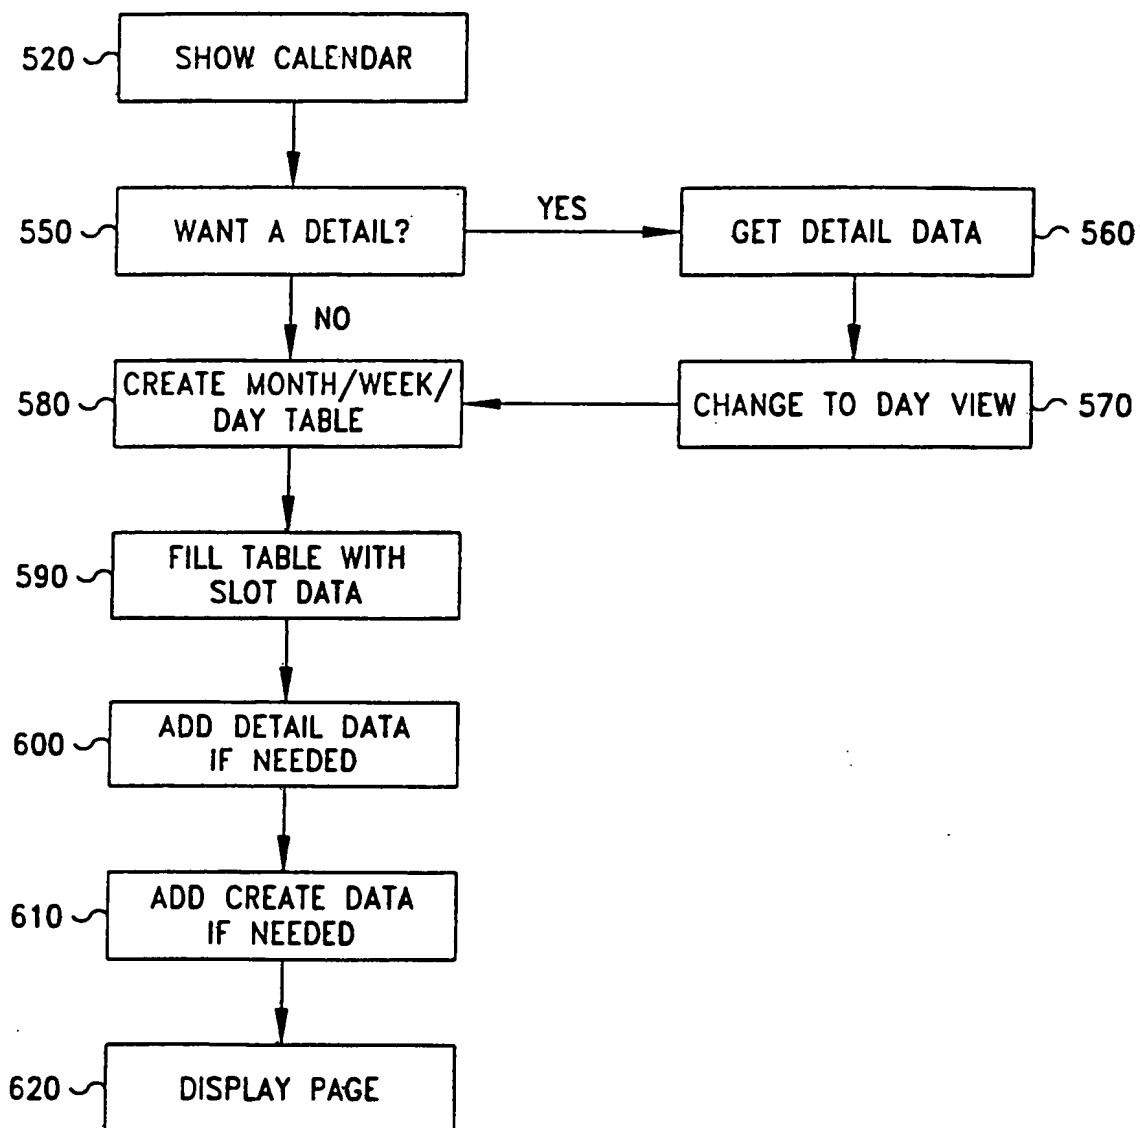 520
SHOW CALENDAR
550
WANT A DETAIL?
YES
GET DETAIL DATA
560
NO
580
CREATE MONTH/WEEK/
DAY TABLE
CHANGE TO DAY VIEW
570
590
FILL TABLE WITH
SLOT DATA
600
ADD DETAIL DATA
IF NEEDED
610
ADD CREATE DATA
IF NEEDED
620
DISPLAY PAGE